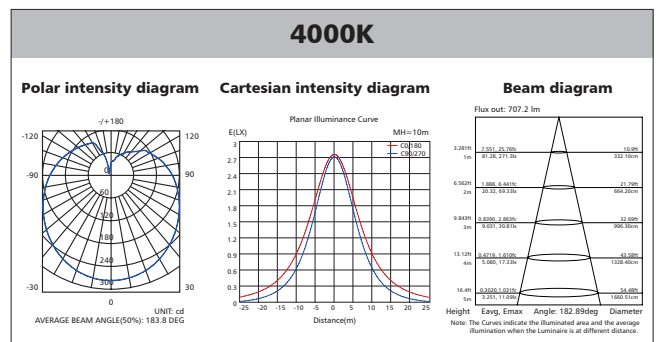 4000K
Polar intensity diagram
Cartesian intensity diagram
Beam diagram
-/+180
-120
120
-90
90
0
60
120
180
240
300
-30
30
0
UNIT: cd
AVERAGE BEAM ANGLE(50%): 183.8 DEG
Planar Illuminance Curve
E(LX)
MH=10m
C0/180
C90/270
3
2.7
2.4
2.1
1.8
1.5
1.2
0.9
0.6
0.3
0
-25 -20 -15 -10 -5 0 5 10 15 20 25
Distance(m)
Flux out: 707.2 lm
3.281ft 7.551, 25.76fc 10.9ft
1m 81.28, 271.3lx 332.10cm
6.562ft 1.888, 6.441fc 21.79ft
2m 20.32, 69.33lx 664.20cm
9.843ft 0.8390, 2.863fc 32.69ft
3m 9.031, 30.81lx 996.30cm
13.12ft 0.4719, 1.610fc 43.58ft
4m 5.080, 17.33lx 1328.40cm
16.4ft 0.3020,1.031fc 54.48ft
5m 3.251, 11.09lx 1660.51cm
Height Eavg, Emax Angle: 182.89deg Diameter
Note: The Curves indicate the illuminated area and the average
illumination when the Luminaire is at different distance.